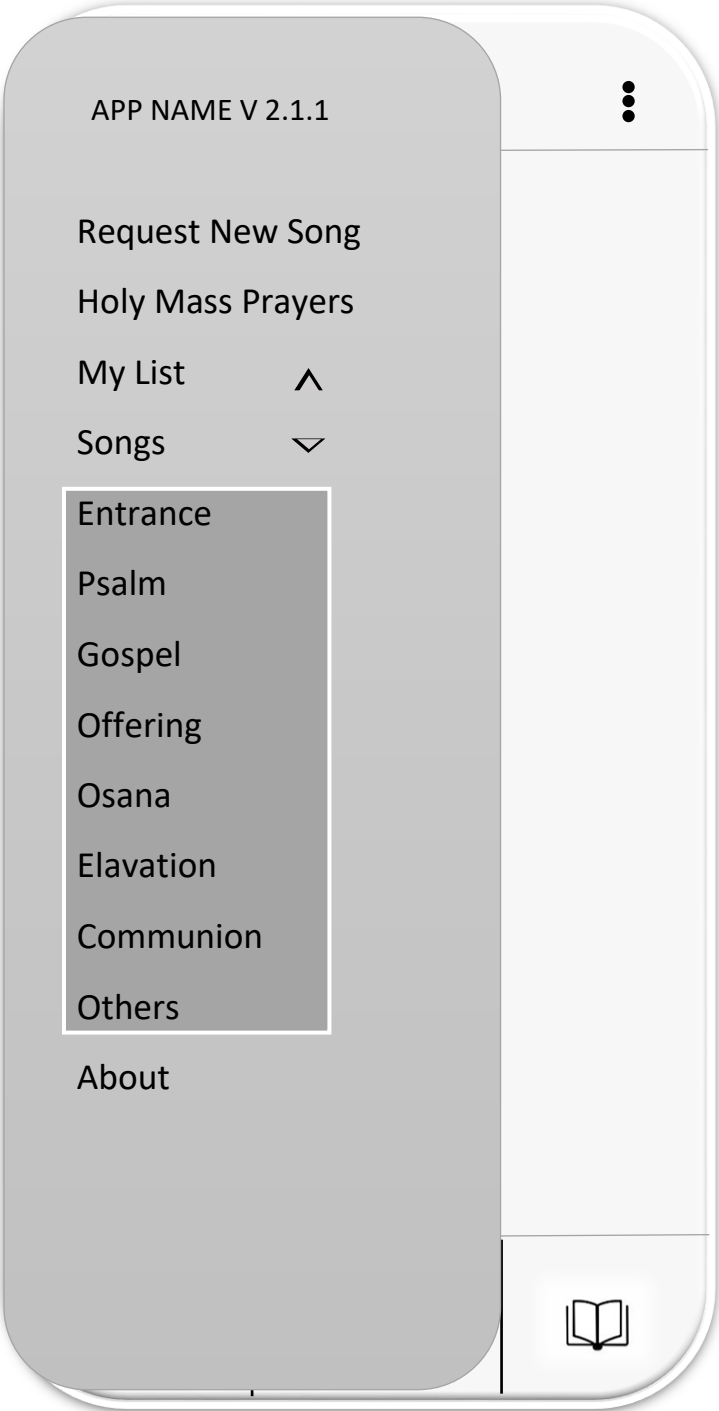 APP NAME V 2.1.1
Request New Song
Holy Mass Prayers
My List
Songs
Entrance
Psalm
Gospel
Offering
Osana
Elavation
Communion
Others
About